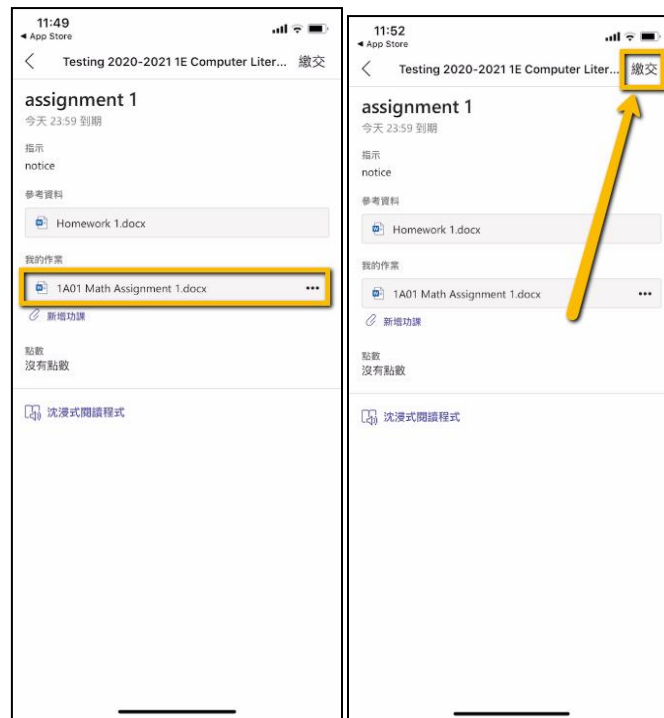 11:49
App Store
Testing 2020-2021 1E Computer Liter... 繳交
assignment 1
今天 23:59 到期
指示
notice
參考資料
Homework 1.docx
我的作業
1A01 Math Assignment 1.docx
新增功課
點數
沒有點數
沈浸式閱讀程式
11:52
App Store
Testing 2020-2021 1E Computer Liter... 繳交
assignment 1
今天 23:59 到期
指示
notice
參考資料
Homework 1.docx
我的作業
1A01 Math Assignment 1.docx
新增功課
點數
沒有點數
沈浸式閱讀程式